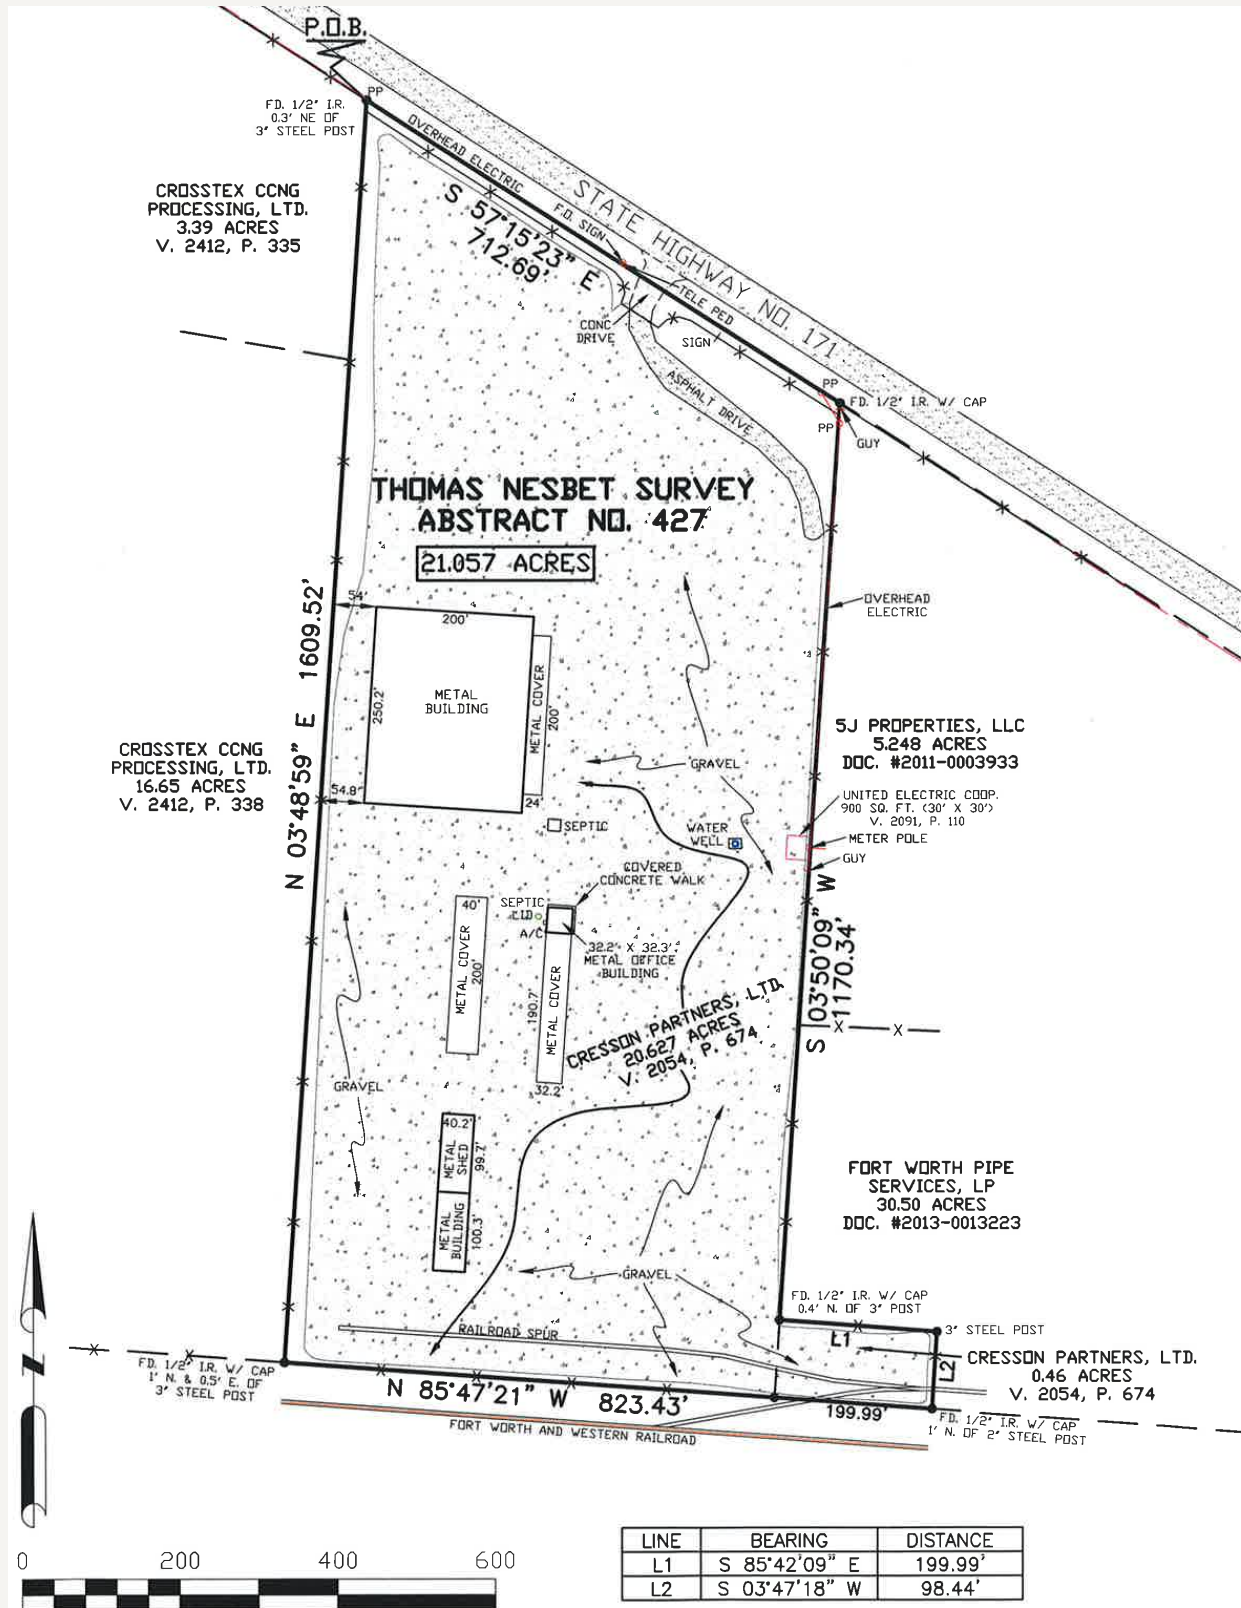 P.O.B.
PP
FD. 1/2" I.R.
0.3' NE OF
3" STEEL POST
OVERHEAD ELECTRIC
STATE HIGHWAY NO. 171
CROSSTEX CCNG
PROCESSING, LTD.
3.39 ACRES
V. 2412, P. 335
S 57°15'23" E
712.69'
F.O. SIGN
TELE PED
CONC
DRIVE
SIGN
ASPHALT DRIVE
PP
FD. 1/2" I.R. W/ CAP
PP
GUY
THOMAS NESBET SURVEY
ABSTRACT NO. 427
21.057 ACRES
OVERHEAD
ELECTRIC
N 03°48'59" E 1609.52'
54'
200'
METAL
BUILDING
250.2'
METAL COVER
200'
24'
54.8'
GRAVEL
5J PROPERTIES, LLC
5.248 ACRES
DOC. #2011-0003933
CROSSTEX CCNG
PROCESSING, LTD.
16.65 ACRES
V. 2412, P. 338
UNITED ELECTRIC COOP.
900 SQ. FT. (30' X 30')
V. 2091, P. 110
METER POLE
GUY
SEPTIC
WATER
WELL
COVERED
CONCRETE WALK
SEPTIC
LID
A/C
40'
METAL COVER
200'
32.2' X 32.3'
METAL OFFICE
BUILDING
190.7'
METAL COVER
32.2'
S 03°50'09" W
1170.34'
CRESSON PARTNERS, LTD.
20.627 ACRES
V. 2054, P. 674
GRAVEL
40.2'
METAL
SHED
99.7'
METAL
BUILDING
100.3'
FORT WORTH PIPE
SERVICES, LP
30.50 ACRES
DOC. #2013-0013223
GRAVEL
FD. 1/2" I.R. W/ CAP
0.4' N. OF 3" POST
L1
3" STEEL POST
RAILROAD SPUR
L2
CRESSON PARTNERS, LTD.
0.46 ACRES
V. 2054, P. 674
FD. 1/2" I.R. W/ CAP
1' N. & 0.5' E. OF
3" STEEL POST
N 85°47'21" W 823.43'
199.99'
FD. 1/2" I.R. W/ CAP
1' N. OF 2" STEEL POST
FORT WORTH AND WESTERN RAILROAD
N
0 200 400 600
LINE BEARING DISTANCE
L1 S 85°42'09" E 199.99'
L2 S 03°47'18" W 98.44'